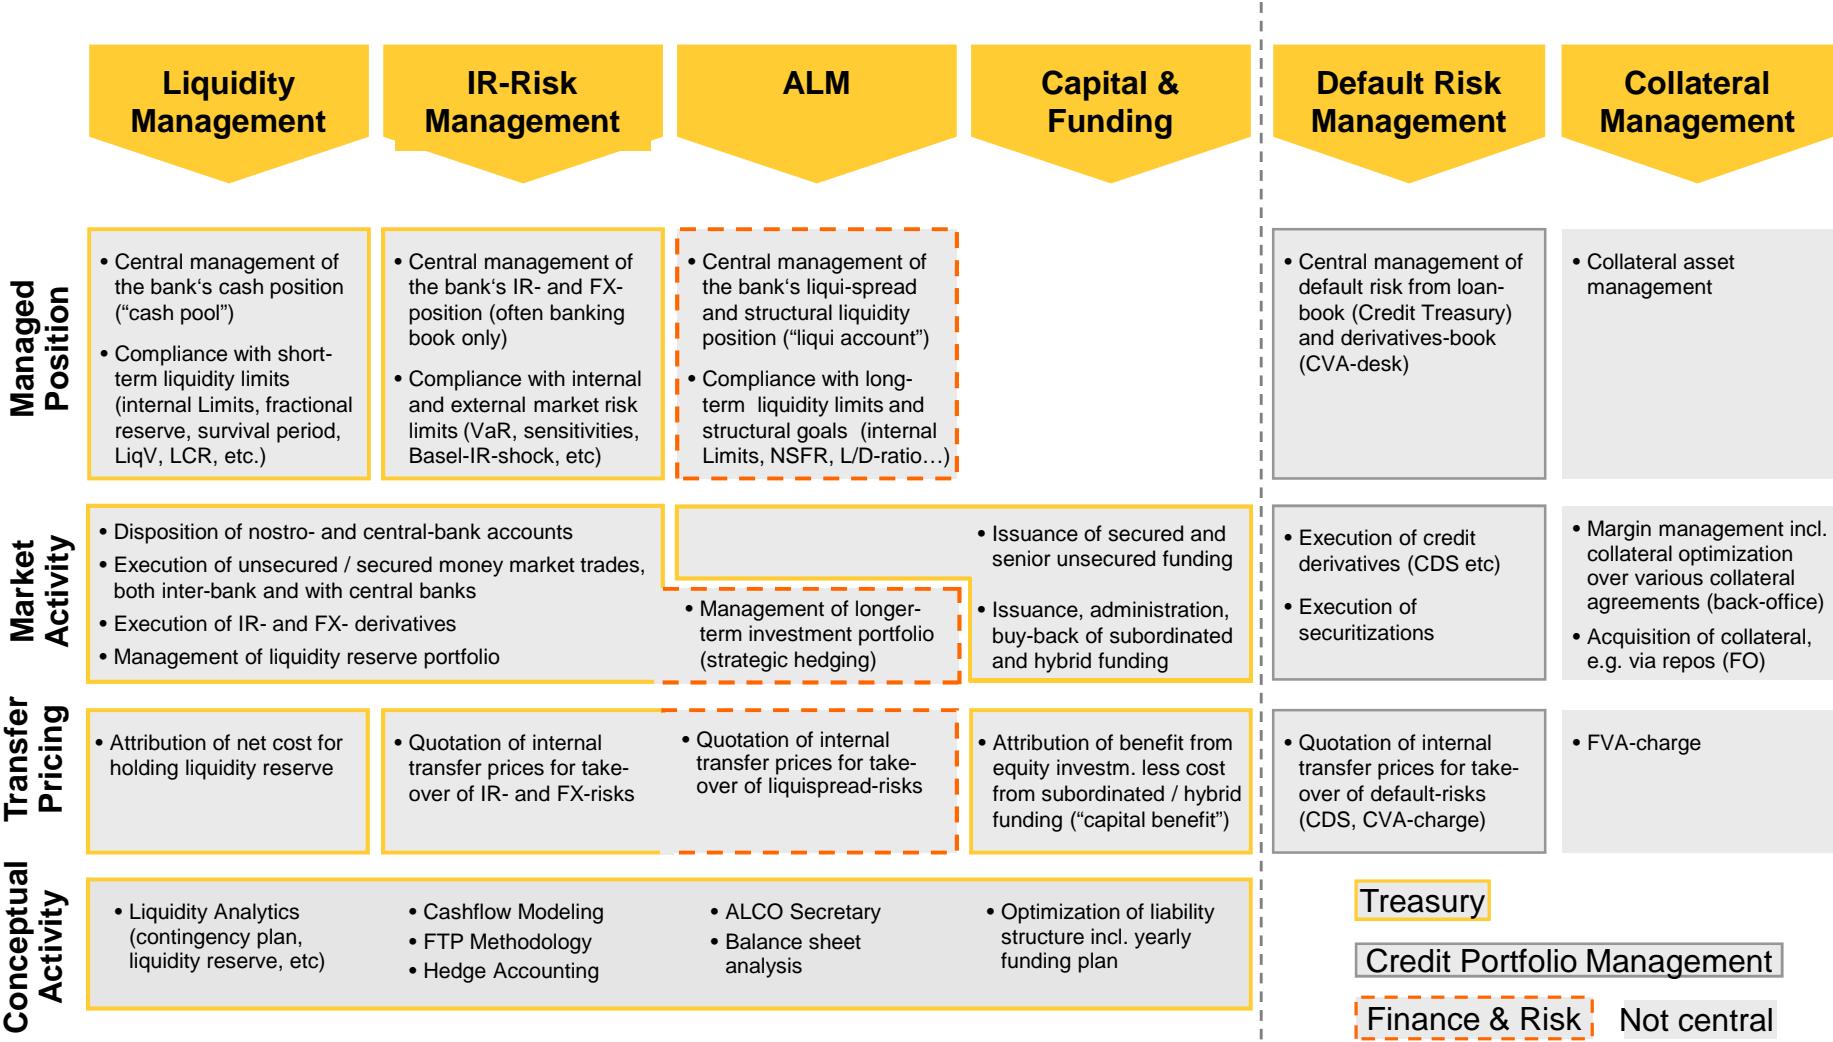 Liquidity
Management
IR-Risk
Management
ALM
Capital &
Funding
Default Risk
Management
Collateral
Management
Managed
Position
• Central management of
the bank‘s cash position
(“cash pool”)
• Compliance with short-
term liquidity limits
(internal Limits, fractional
reserve, survival period,
LiqV, LCR, etc.)
• Central management of
the bank‘s IR- and FX-
position (often banking
book only)
• Compliance with internal
and external market risk
limits (VaR, sensitivities,
Basel-IR-shock, etc)
• Central management of
the bank‘s liqui-spread
and structural liquidity
position (“liqui account”)
• Compliance with long-
term liquidity limits and
structural goals (internal
Limits, NSFR, L/D-ratio…)
• Central management of
default risk from loan-
book (Credit Treasury)
and derivatives-book
(CVA-desk)
• Collateral asset
management
Market
Activity
• Disposition of nostro- and central-bank accounts
• Execution of unsecured / secured money market trades,
both inter-bank and with central banks
• Execution of IR- and FX- derivatives
• Management of liquidity reserve portfolio
• Management of longer-
term investment portfolio
(strategic hedging)
• Issuance of secured and
senior unsecured funding
• Issuance, administration,
buy-back of subordinated
and hybrid funding
• Execution of credit
derivatives (CDS etc)
• Execution of
securitizations
• Margin management incl.
collateral optimization
over various collateral
agreements (back-office)
• Acquisition of collateral,
e.g. via repos (FO)
Transfer
Pricing
• Attribution of net cost for
holding liquidity reserve
• Quotation of internal
transfer prices for take-
over of IR- and FX-risks
• Quotation of internal
transfer prices for take-
over of liquispread-risks
• Attribution of benefit from
equity investm. less cost
from subordinated / hybrid
funding (“capital benefit”)
• Quotation of internal
transfer prices for take-
over of default-risks
(CDS, CVA-charge)
• FVA-charge
Conceptual
Activity
• Liquidity Analytics
(contingency plan,
liquidity reserve, etc)
• Cashflow Modeling
• FTP Methodology
• Hedge Accounting
• ALCO Secretary
• Balance sheet
analysis
• Optimization of liability
structure incl. yearly
funding plan
Treasury
Credit Portfolio Management
Finance & Risk
Not central